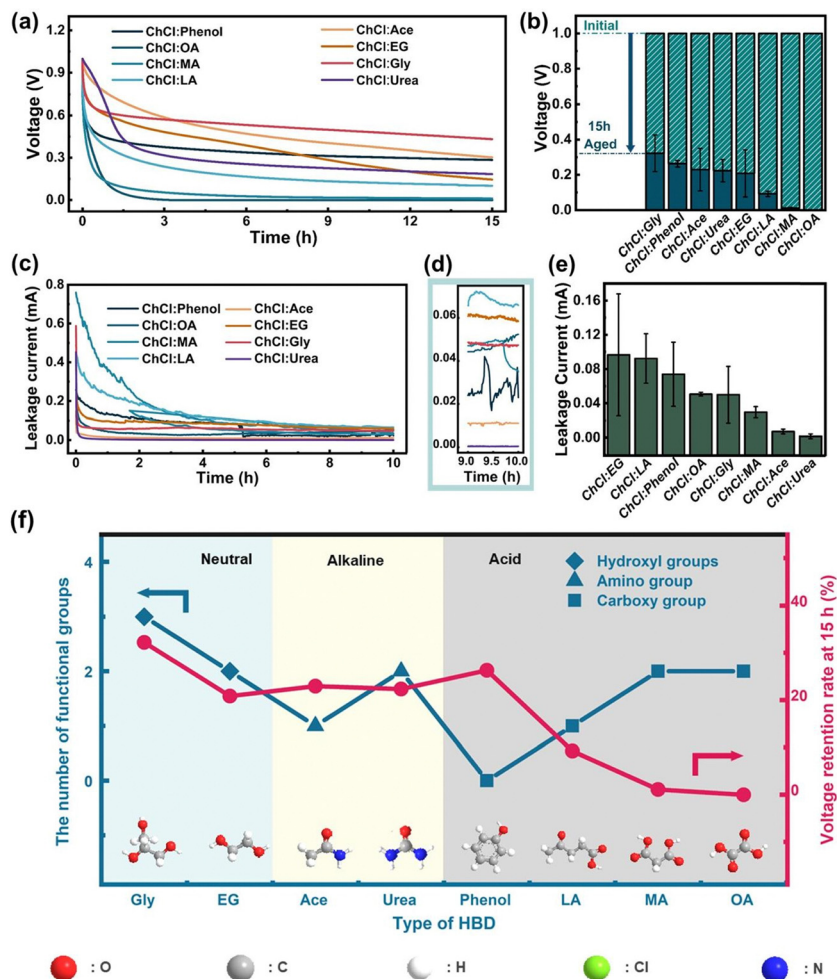 (a)
Voltage (V)
1.2
0.9
0.6
0.3
0.0
ChCl:Phenol
ChCl:OA
ChCl:MA
ChCl:LA
ChCl:Ace
ChCl:EG
ChCl:Gly
ChCl:Urea
0 3 6 9 12 15
Time (h)
(b)
Voltage (V)
1.0
0.8
0.6
0.4
0.2
0.0
Initial
15h
Aged
ChCl:Gly
ChCl:Phenol
ChCl:Ace
ChCl:Urea
ChCl:EG
ChCl:LA
ChCl:MA
ChCl:OA
(c)
Leakage current (mA)
0.8
0.6
0.4
0.2
0.0
ChCl:Phenol
ChCl:OA
ChCl:MA
ChCl:LA
ChCl:Ace
ChCl:EG
ChCl:Gly
ChCl:Urea
0 2 4 6 8 10
Time (h)
(d)
0.06
0.04
0.02
0.00
9.0 9.5 10.0
Time (h)
(e)
Leakage Current (mA)
0.16
0.12
0.08
0.04
0.00
ChCl:EG
ChCl:LA
ChCl:Phenol
ChCl:OA
ChCl:Gly
ChCl:MA
ChCl:Ace
ChCl:Urea
(f)
The number of functional groups
4
2
0
Neutral
Alkaline
Acid
Hydroxyl groups
Amino group
Carboxy group
40
20
0
Voltage retention rate at 15 h (%)
Gly EG Ace Urea Phenol LA MA OA
Type of HBD
: O : C : H : Cl : N